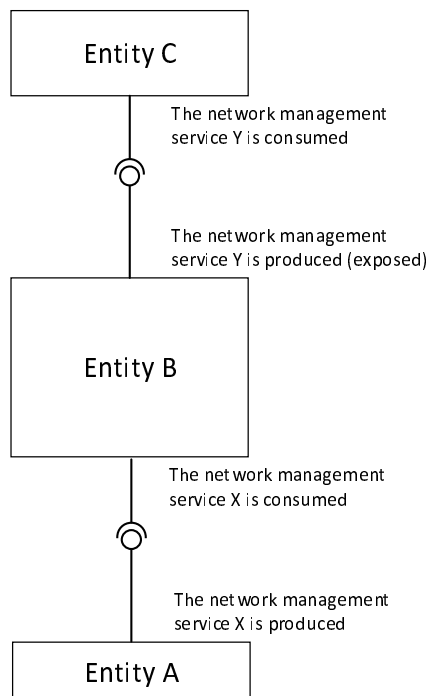 Entity C
The network management
service Y is consumed
The network management
service Y is produced (exposed)
Entity B
The network management
service X is consumed
The network management
service X is produced
Entity A